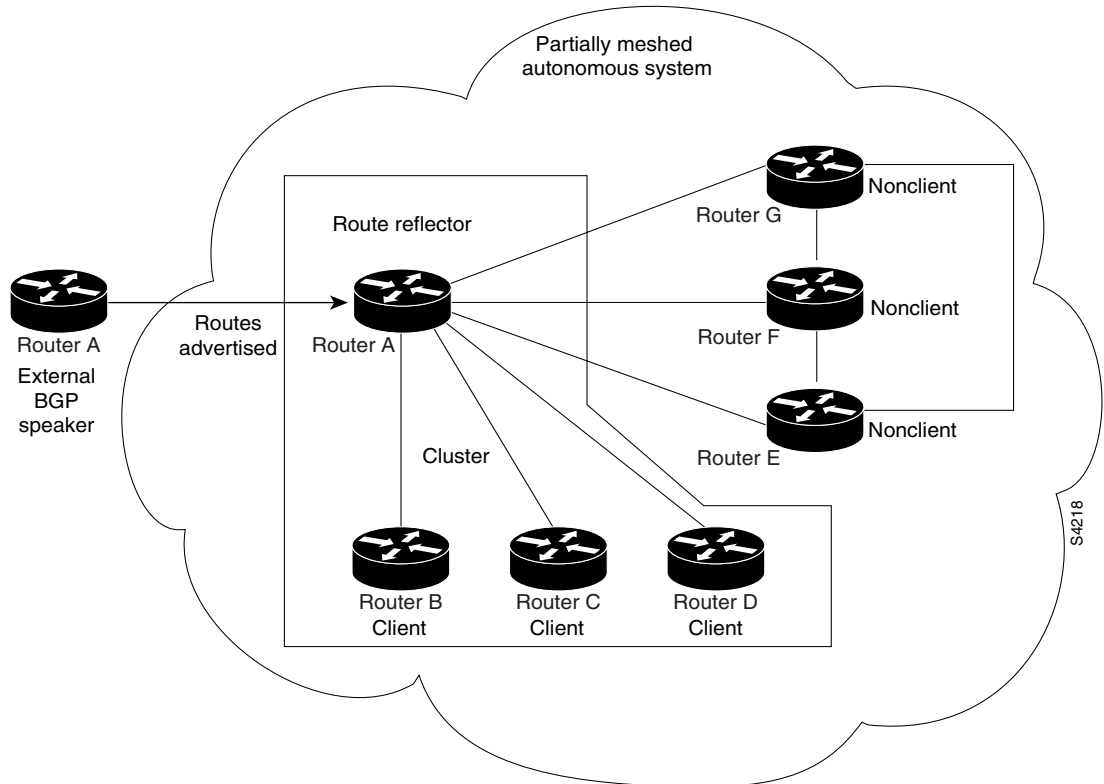 Partially meshed
autonomous system
Nonclient
Router G
Route reflector
Nonclient
Routes
advertised
Router A
Router A
Router F
External
BGP
speaker
Nonclient
Router E
Cluster
S4218
Router B
Client
Router C
Client
Router D
Client